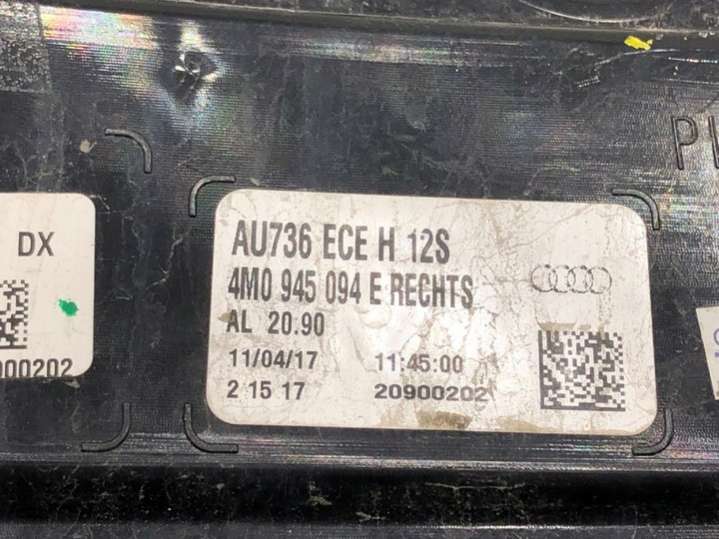 DX
000202
AU736 ECE H 12S
4M0 945 094 E RECHTS
AL 20.90
11/04/17 11:45:00
2 15 17 20900202